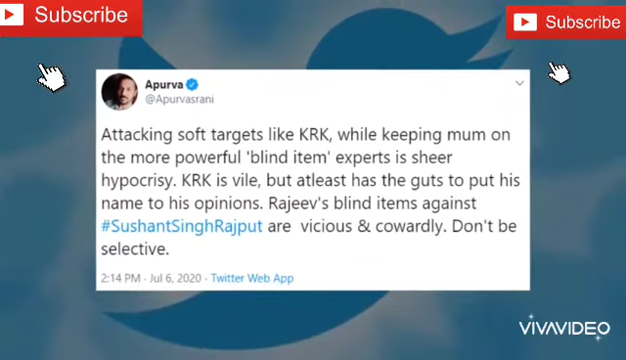 Subscribe
Subscribe
Apurva
@Apurvasrani
Attacking soft targets like KRK, while keeping mum on
the more powerful 'blind item' experts is sheer
hypocrisy. KRK is vile, but atleast has the guts to put his
name to his opinions. Rajeev's blind items against
#SushantSinghRajput are vicious & cowardly. Don't be
selective.
2:14 PM · Jul 6, 2020 · Twitter Web App
VIVAVIDEO